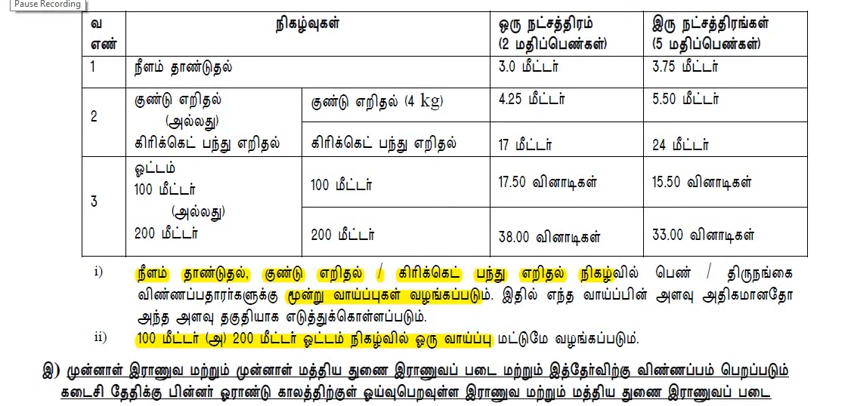 Pause Recording
வ எண் நிகழ்வுகள் ஒரு நட்சத்திரம் (2 மதிப்பெண்கள்) இரு நட்சத்திரங்கள் (5 மதிப்பெண்கள்)
1 நீளம் தாண்டுதல் 3.0 மீட்டர் 3.75 மீட்டர்
2 குண்டு எறிதல் (அல்லது) கிரிக்கெட் பந்து எறிதல்
குண்டு எறிதல் (4 kg) 4.25 மீட்டர் 5.50 மீட்டர்
கிரிக்கெட் பந்து எறிதல் 17 மீட்டர் 24 மீட்டர்
3 ஓட்டம் 100 மீட்டர் (அல்லது) 200 மீட்டர்
100 மீட்டர் 17.50 வினாடிகள் 15.50 வினாடிகள்
200 மீட்டர் 38.00 வினாடிகள் 33.00 வினாடிகள்
i) நீளம் தாண்டுதல், குண்டு எறிதல் / கிரிக்கெட் பந்து எறிதல் நிகழ்வில் பெண் / திருநங்கை
விண்ணப்பதாரர்களுக்கு மூன்று வாய்ப்புகள் வழங்கப்படும். இதில் எந்த வாய்ப்பின் அளவு அதிகமானதோ
அந்த அளவு தகுதியாக எடுத்துக்கொள்ளப்படும்.
ii) 100 மீட்டர் (அ) 200 மீட்டர் ஓட்டம் நிகழ்வில் ஒரு வாய்ப்பு மட்டுமே வழங்கப்படும்.
இ) முன்னாள் இராணுவ மற்றும் முன்னாள் மத்திய துணை இராணுவப் படை மற்றும் இத்தேர்விற்கு விண்ணப்பம் பெறப்படும்
கடைசி தேதிக்கு பின்னர் ஓராண்டு காலத்திற்குள் ஓய்வுபெறவுள்ள இராணுவ மற்றும் மத்திய துணை இராணுவப் படை